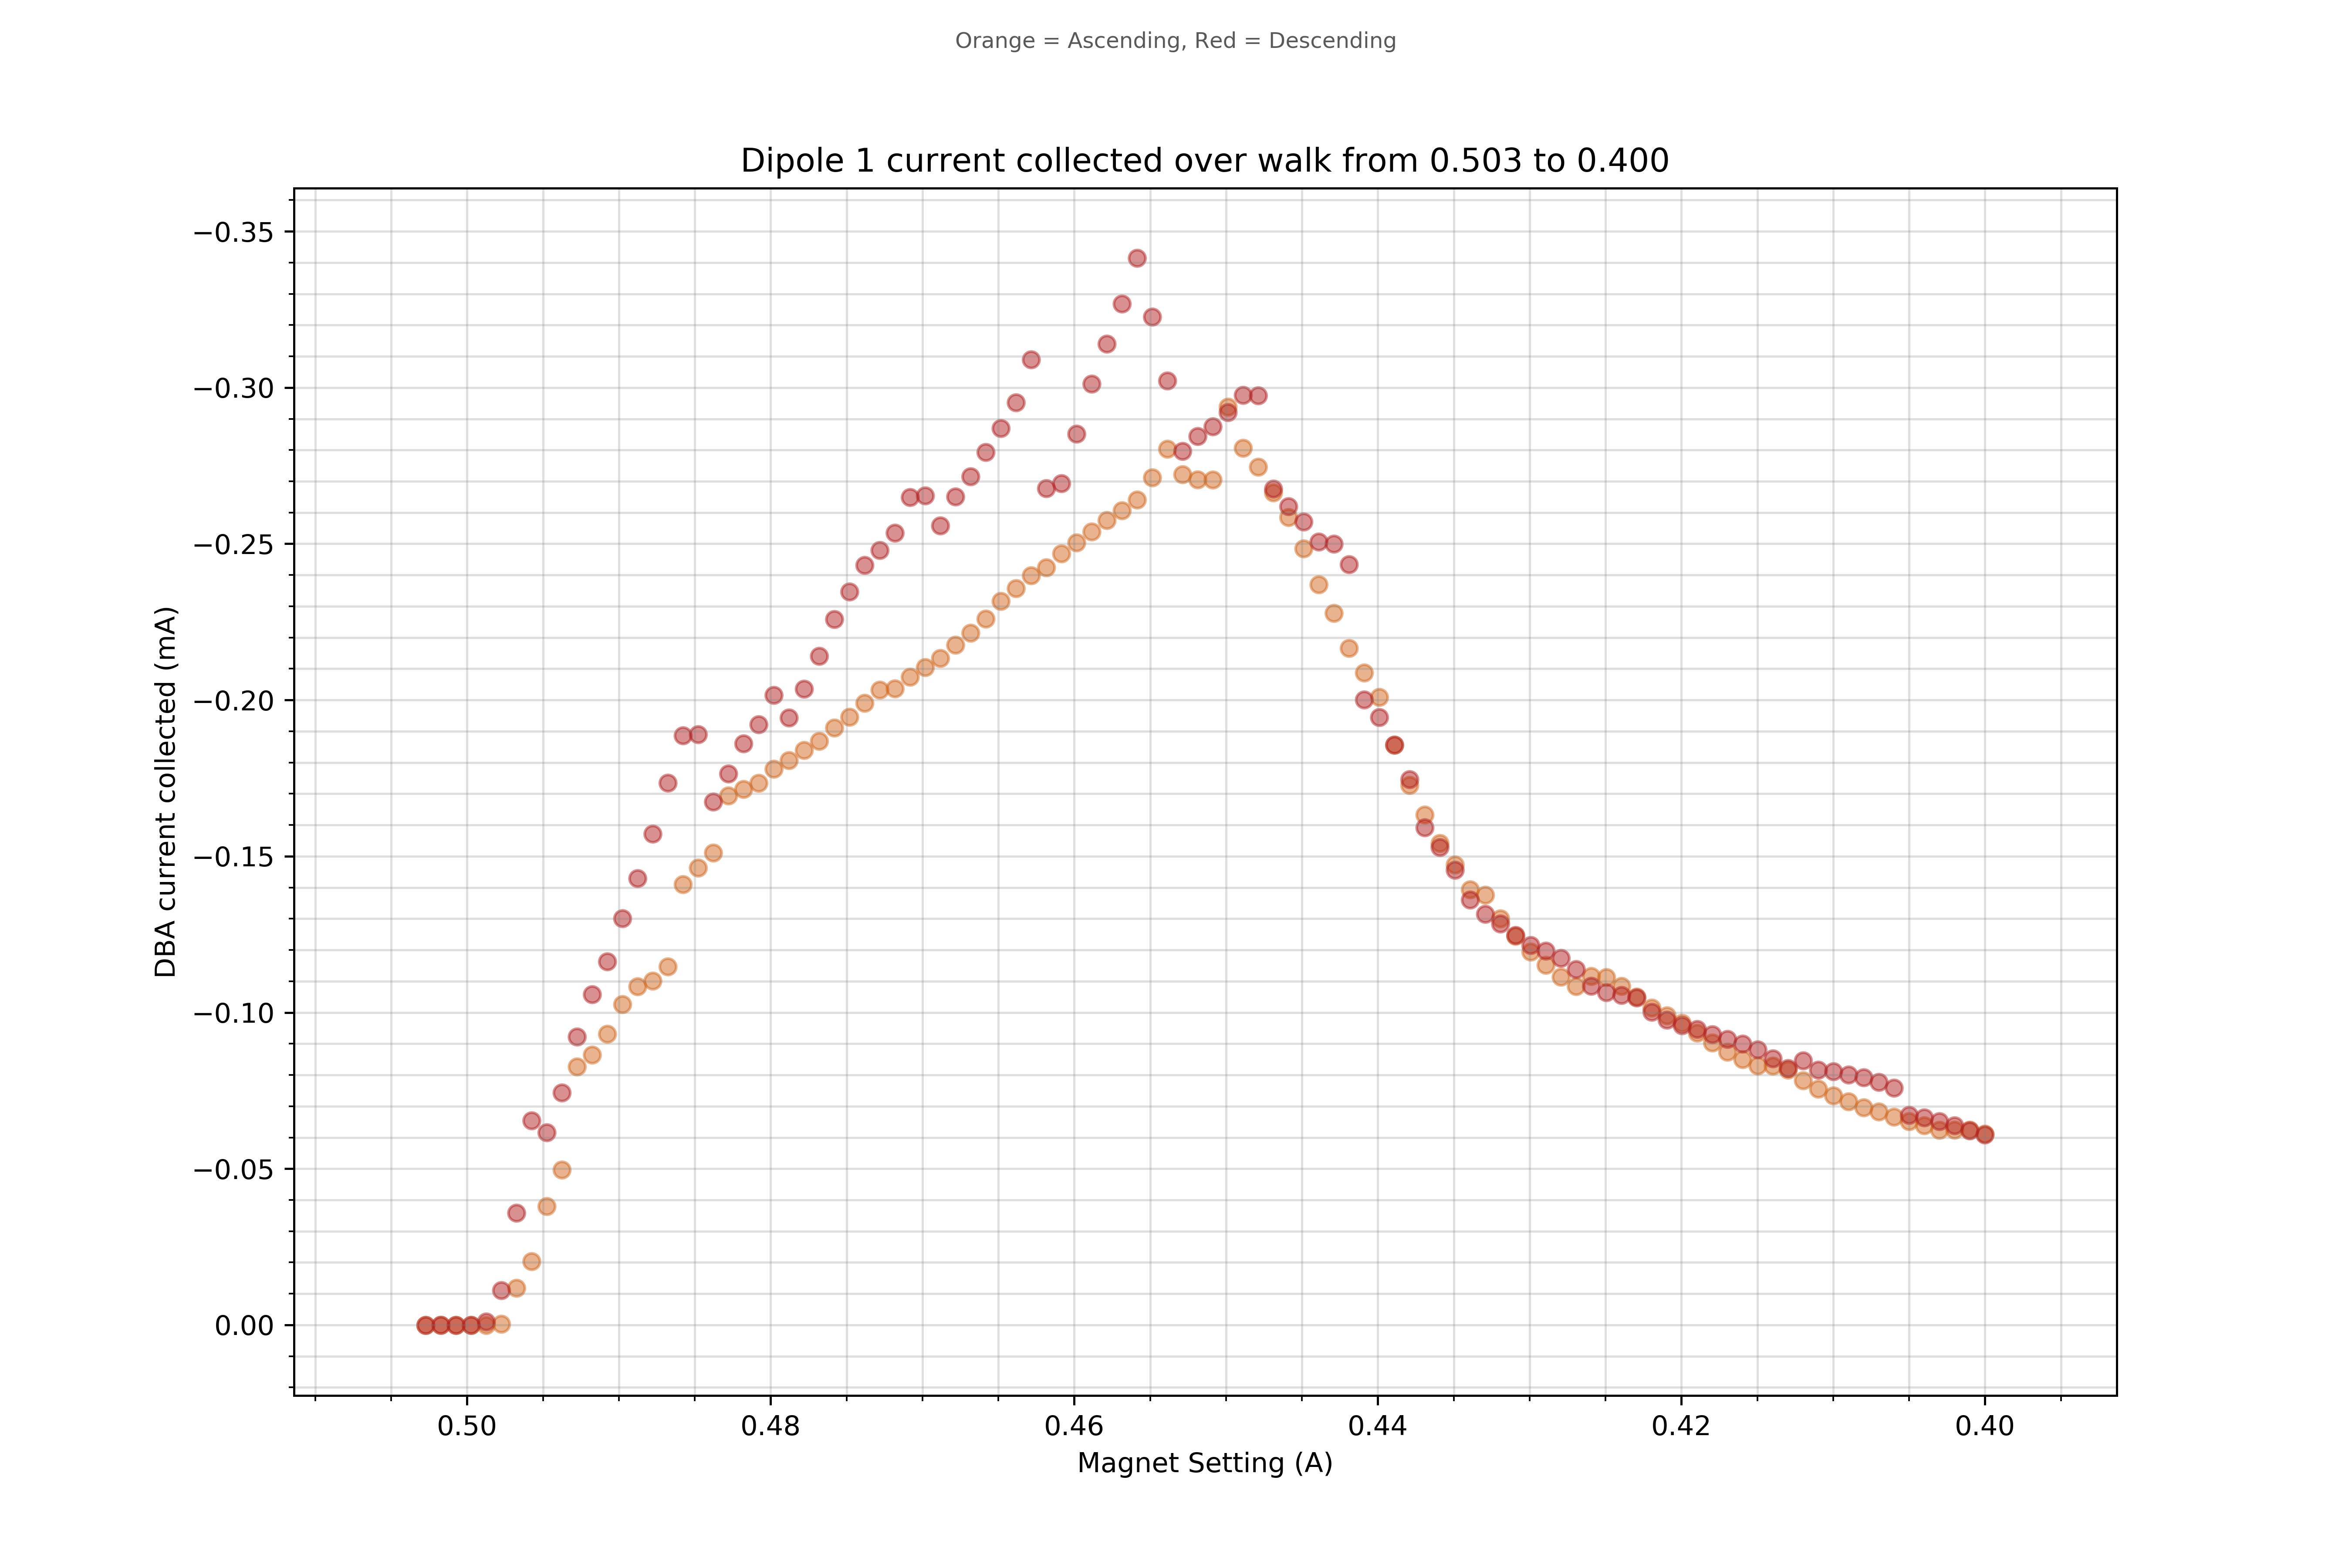 Orange = Ascending, Red = Descending
Dipole 1 current collected over walk from 0.503 to 0.400
DBA current collected (mA)
−0.35
−0.30
−0.25
−0.20
−0.15
−0.10
−0.05
0.00
0.50 0.48 0.46 0.44 0.42 0.40
Magnet Setting (A)